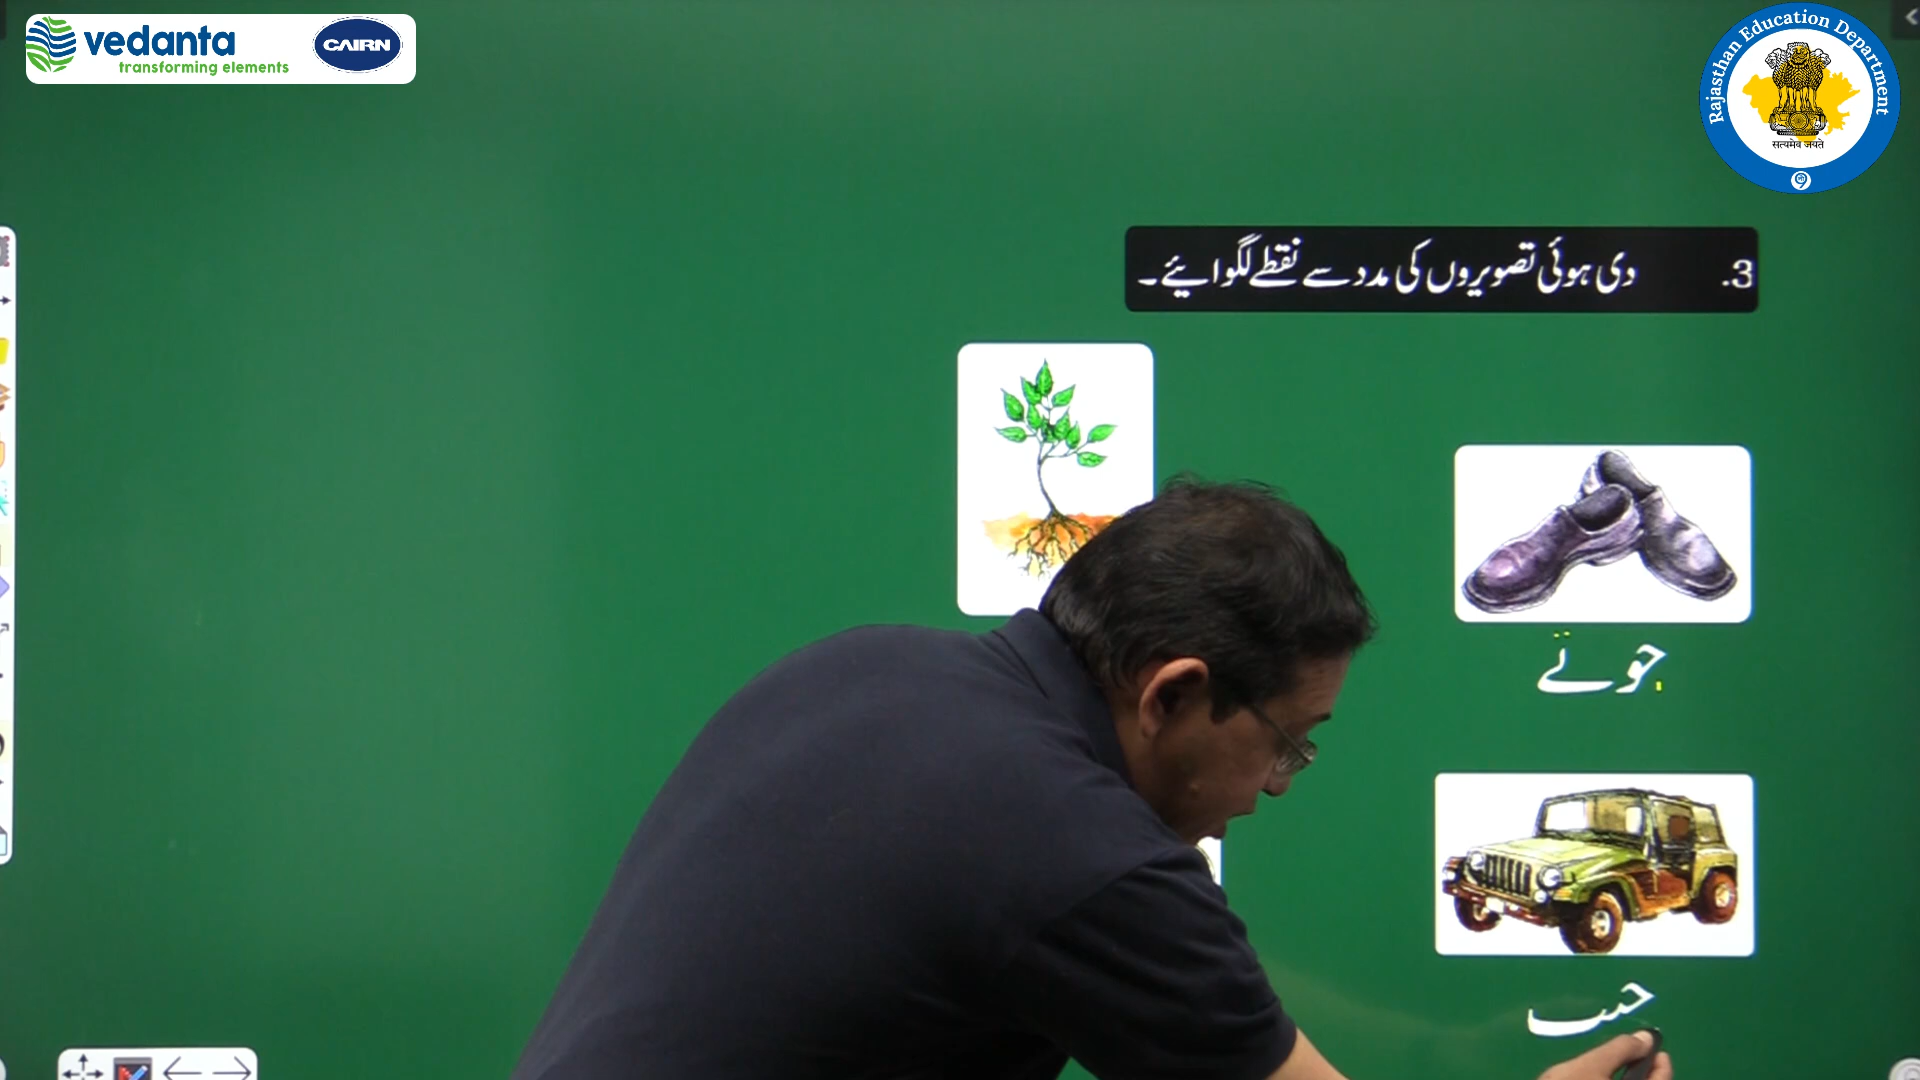 vedanta
transforming elements
CAIRN
Rajasthan Education Department
सत्यमेव जयते
3. دی ہوئی تصویروں کی مدد سے نقطے لگوایئے ۔
جوتے